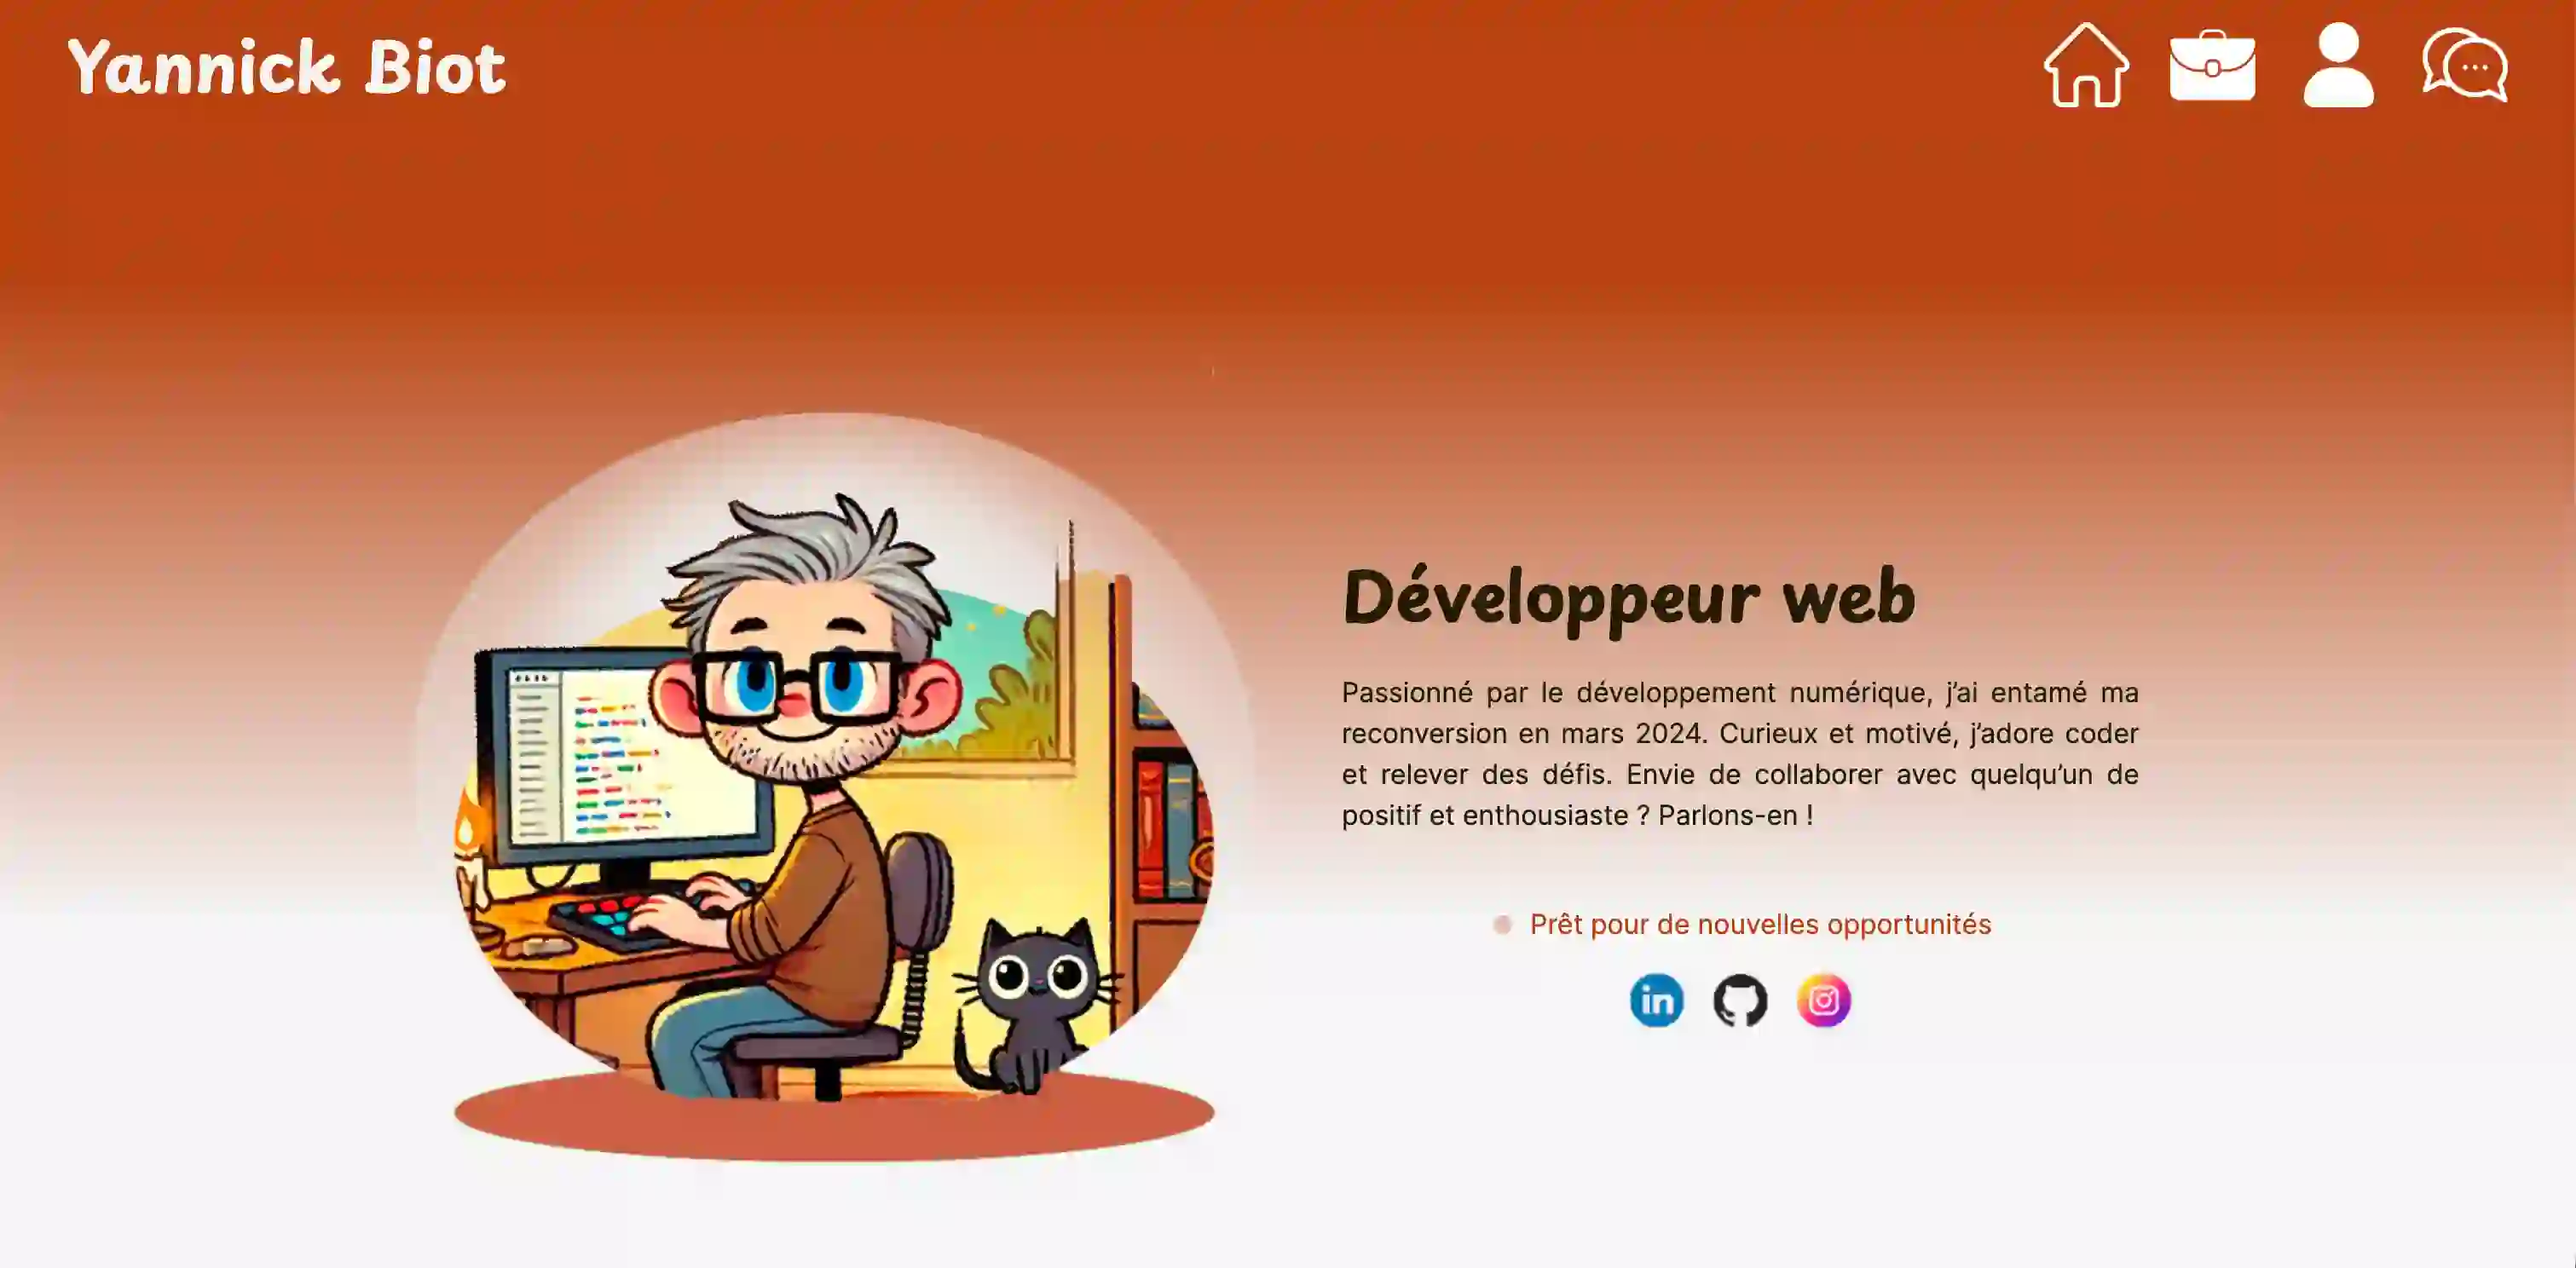 Yannick Biot
Développeur web
Passionné par le développement numérique, j’ai entamé ma
reconversion en mars 2024. Curieux et motivé, j’adore coder
et relever des défis. Envie de collaborer avec quelqu’un de
positif et enthousiaste ? Parlons-en !
Prêt pour de nouvelles opportunités
in